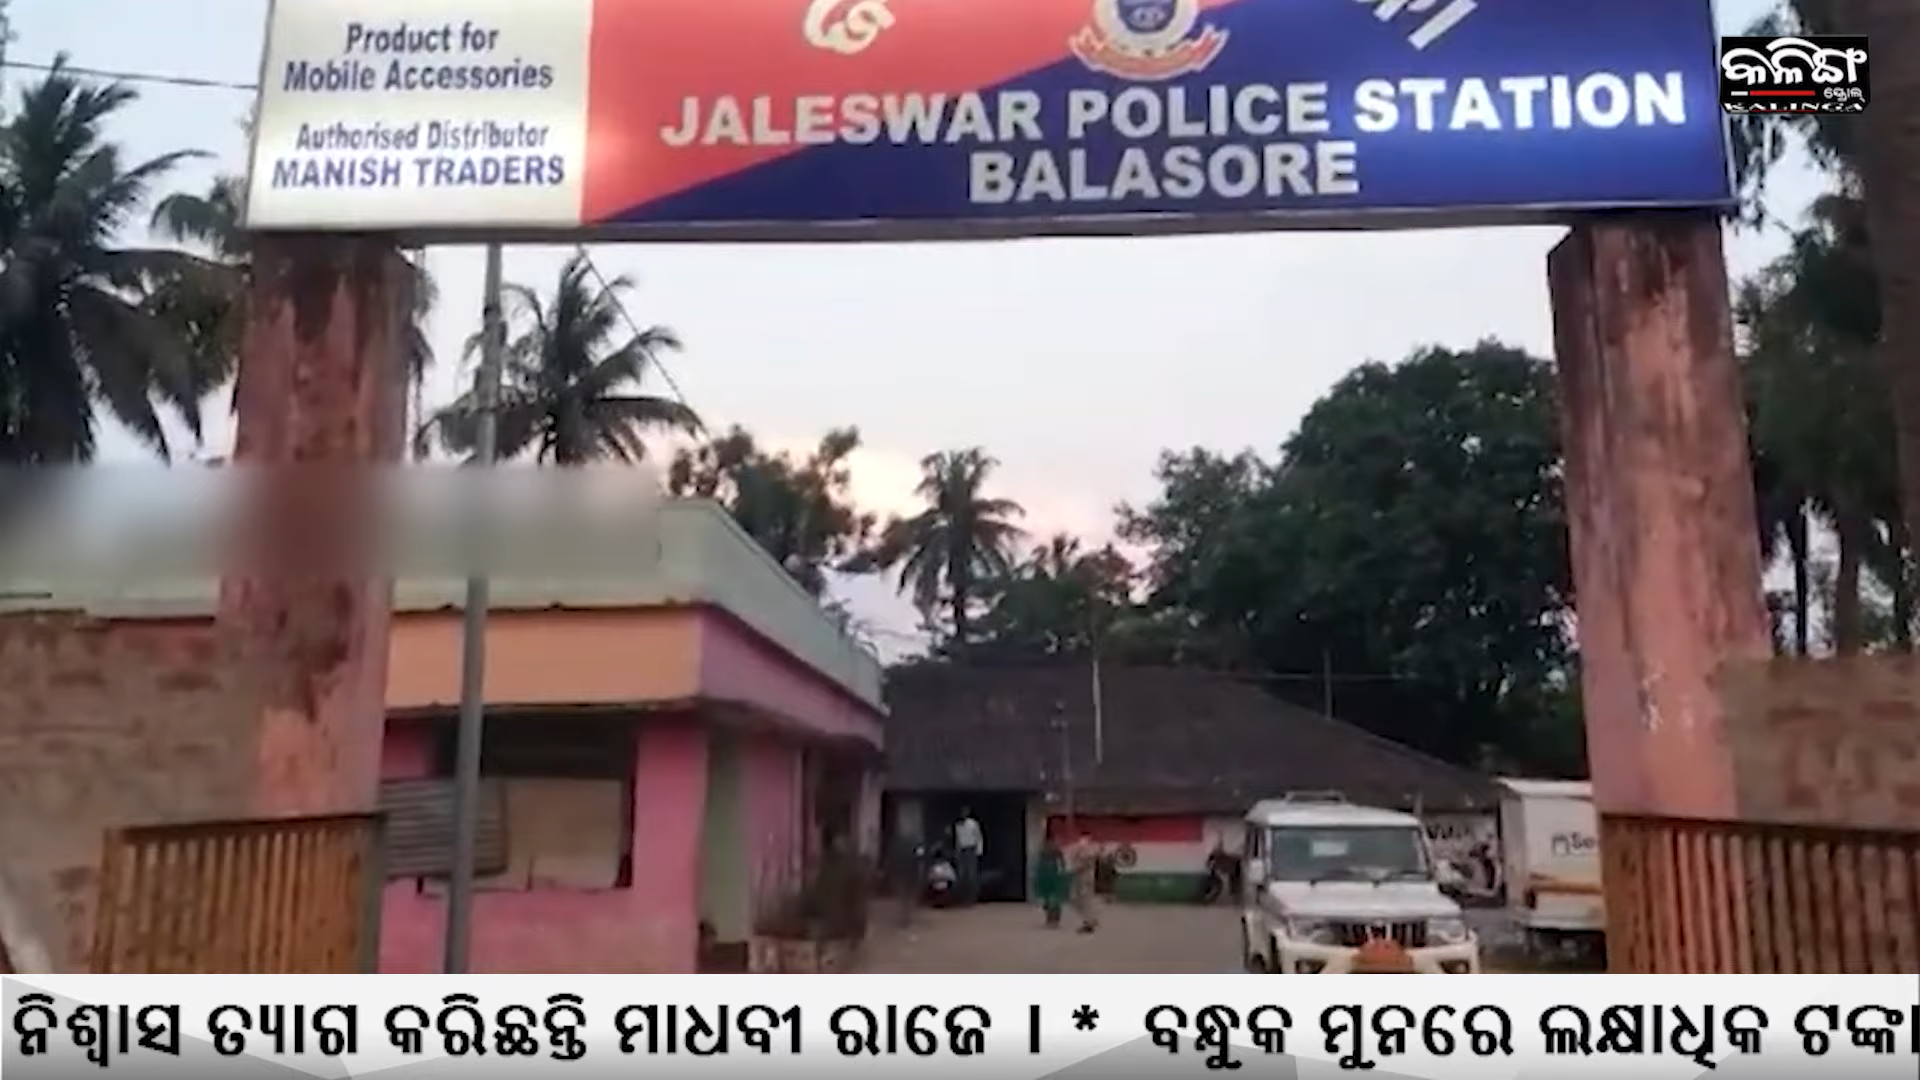 Product for
Mobile Accessories
Authorised Distributor
MANISH TRADERS
JALESWAR POLICE STATION
BALASORE
କଳିଙ୍ଗ
ସ୍କ୍ରୋଲ୍
KALINGA
ନିଶ୍ୱାସ ତ୍ୟାଗ କରିଛନ୍ତି ମାଧବୀ ରାଜେ । * ବନ୍ଧୁକ ମୁନରେ ଲକ୍ଷାଧିକ ଟଙ୍କା